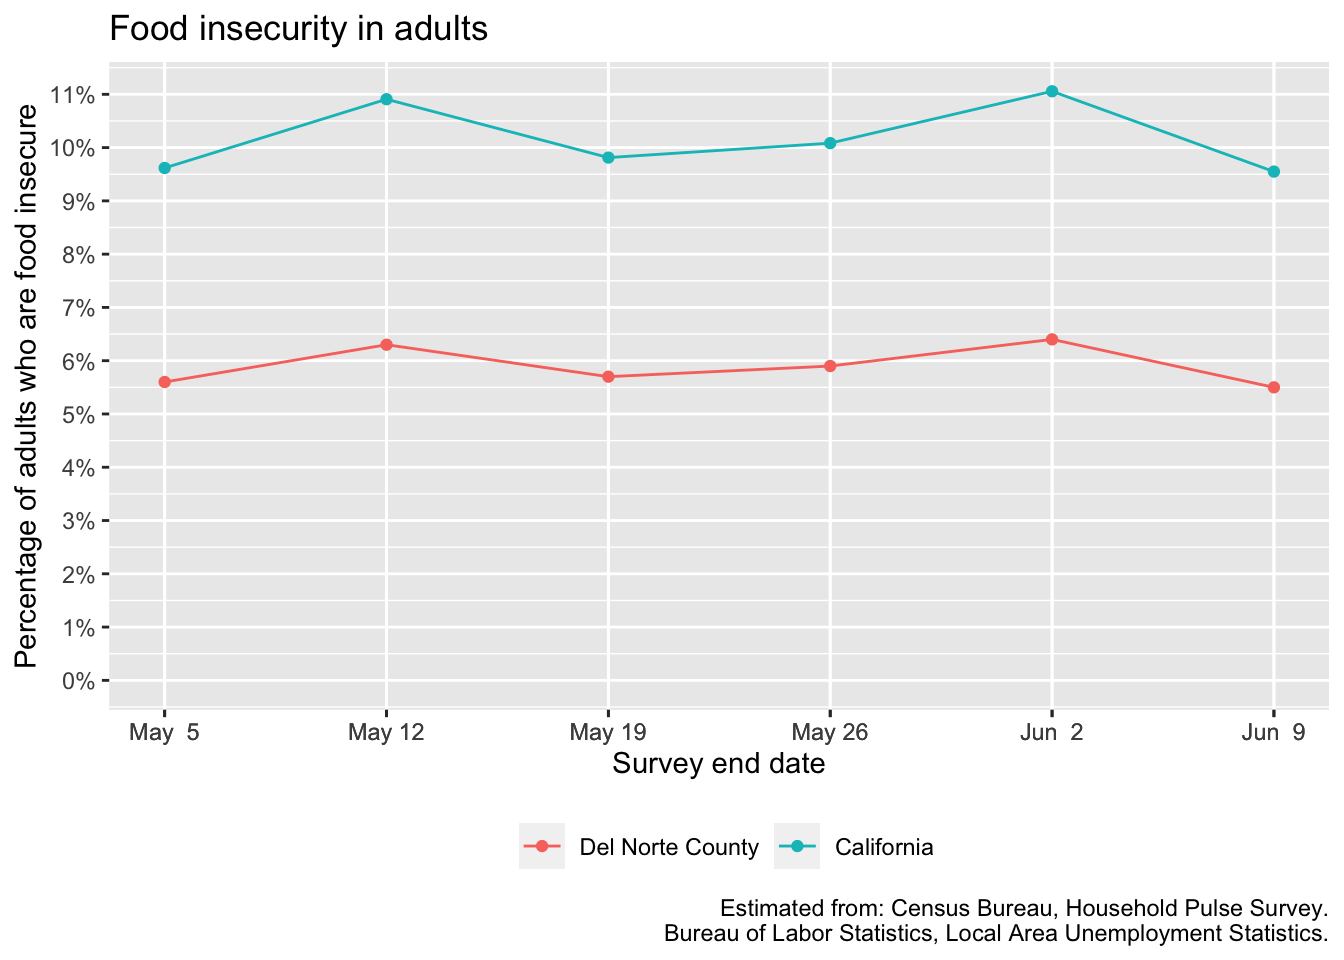 Food insecurity in adults
Percentage of adults who are food insecure
11%
10%
9%
8%
7%
6%
5%
4%
3%
2%
1%
0%
May  5
May 12
May 19
May 26
Jun  2
Jun  9
Survey end date
Del Norte County
California
Estimated from: Census Bureau, Household Pulse Survey.
Bureau of Labor Statistics, Local Area Unemployment Statistics.